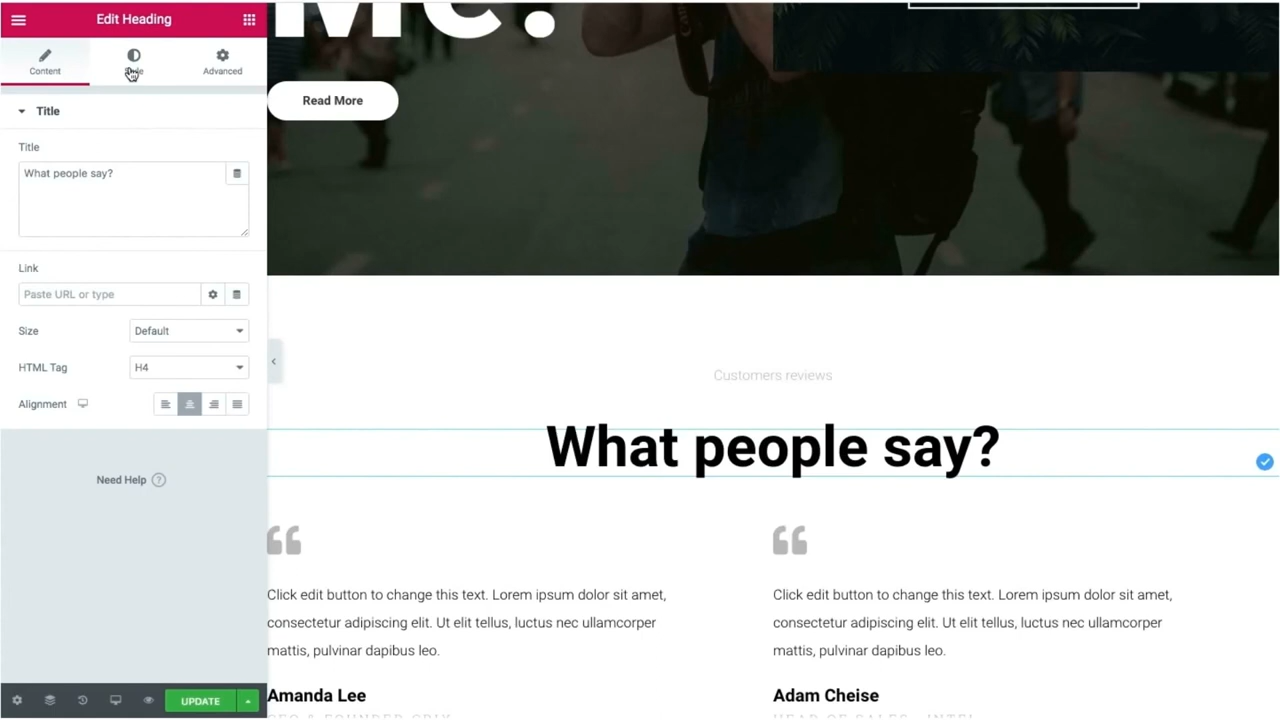 Edit Heading
Content
Advanced
Title
Title
What people say?
Link
Paste URL or type
Size
Default
HTML Tag
H4
Alignment
Need Help ?
UPDATE
Me.
Read More
Customers reviews
What people say?
Click edit button to change this text. Lorem ipsum dolor sit amet,
consectetur adipiscing elit. Ut elit tellus, luctus nec ullamcorper
mattis, pulvinar dapibus leo.
Amanda Lee
Click edit button to change this text. Lorem ipsum dolor sit amet,
consectetur adipiscing elit. Ut elit tellus, luctus nec ullamcorper
mattis, pulvinar dapibus leo.
Adam Cheise